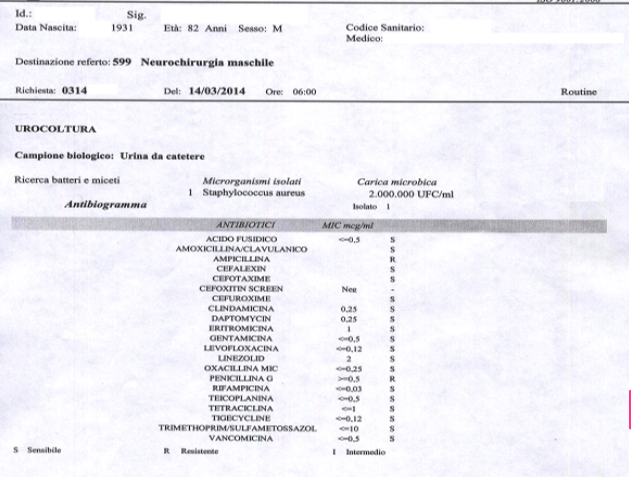 Id.: Sig.
Data Nascita: 1931 Età: 82 Anni Sesso: M Codice Sanitario:
Medico:
Destinazione referto: 599 Neurochirurgia maschile
Richiesta: 0314 Del: 14/03/2014 Ore: 06:00 Routine
UROCOLTURA
Campione biologico: Urina da catetere
Ricerca batteri e miceti Microrganismi isolati Carica microbica
1 Staphylococcus aureus 2.000.000 UFC/ml
Antibiogramma Isolato 1
ANTIBIOTICI MIC mcg/ml
ACIDO FUSIDICO <=0,5 S
AMOXICILLINA/CLAVULANICO S
AMPICILLINA R
CEFALEXIN S
CEFOTAXIME S
CEFOXITIN SCREEN Neg -
CEFUROXIME S
CLINDAMICINA 0,25 S
DAPTOMYCIN 0,25 S
ERITROMICINA 1 S
GENTAMICINA <=0,5 S
LEVOFLOXACINA <=0,12 S
LINEZOLID 2 S
OXACILLINA MIC <=0,25 S
PENICILLINA G >=0,5 R
RIFAMPICINA <=0,03 S
TEICOPLANINA <=0,5 S
TETRACICLINA <=1 S
TIGECYCLINE <=0,12 S
TRIMETHOPRIM/SULFAMETOSSAZOL <=10 S
VANCOMICINA <=0,5 S
S Sensibile R Resistente I Intermedio